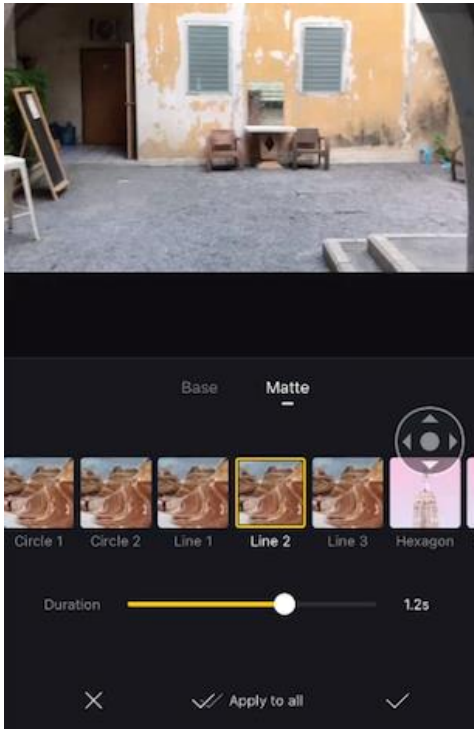 Base Matte
Circle 1 Circle 2 Line 1 Line 2 Line 3 Hexagon
Duration 1.2s
Apply to all